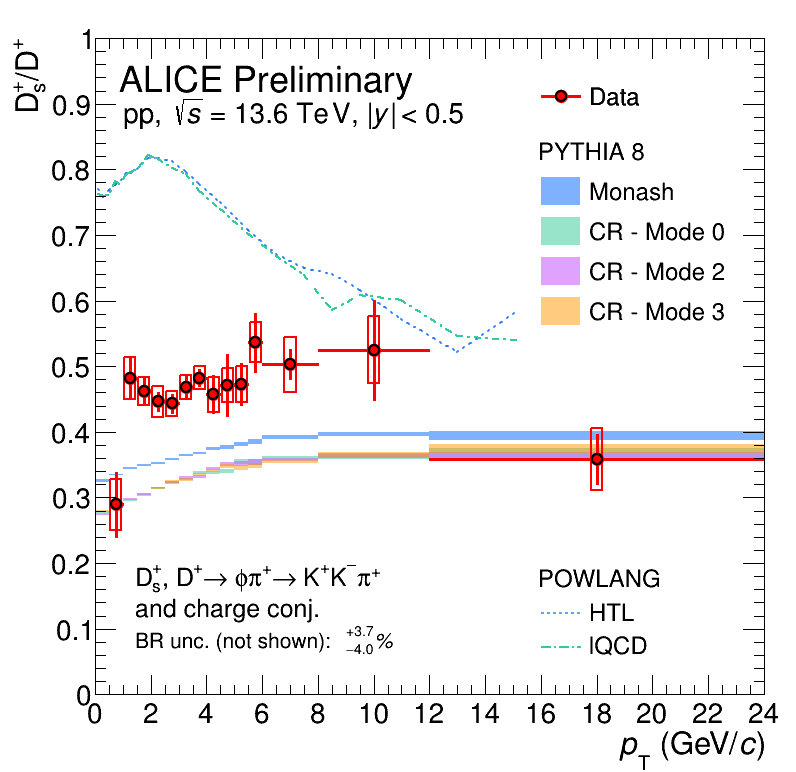 D_s^+/D^+
1
0.9
0.8
0.7
0.6
0.5
0.4
0.3
0.2
0.1
0
ALICE Preliminary
pp, √s = 13.6 TeV, |y| < 0.5
Data
PYTHIA 8
Monash
CR - Mode 0
CR - Mode 2
CR - Mode 3
D_s^+, D^+ → ϕπ^+ → K^+K^−π^+
and charge conj.
BR unc. (not shown): +3.7 −4.0 %
POWLANG
HTL
lQCD
0 2 4 6 8 10 12 14 16 18 20 22 24
p_T (GeV/c)